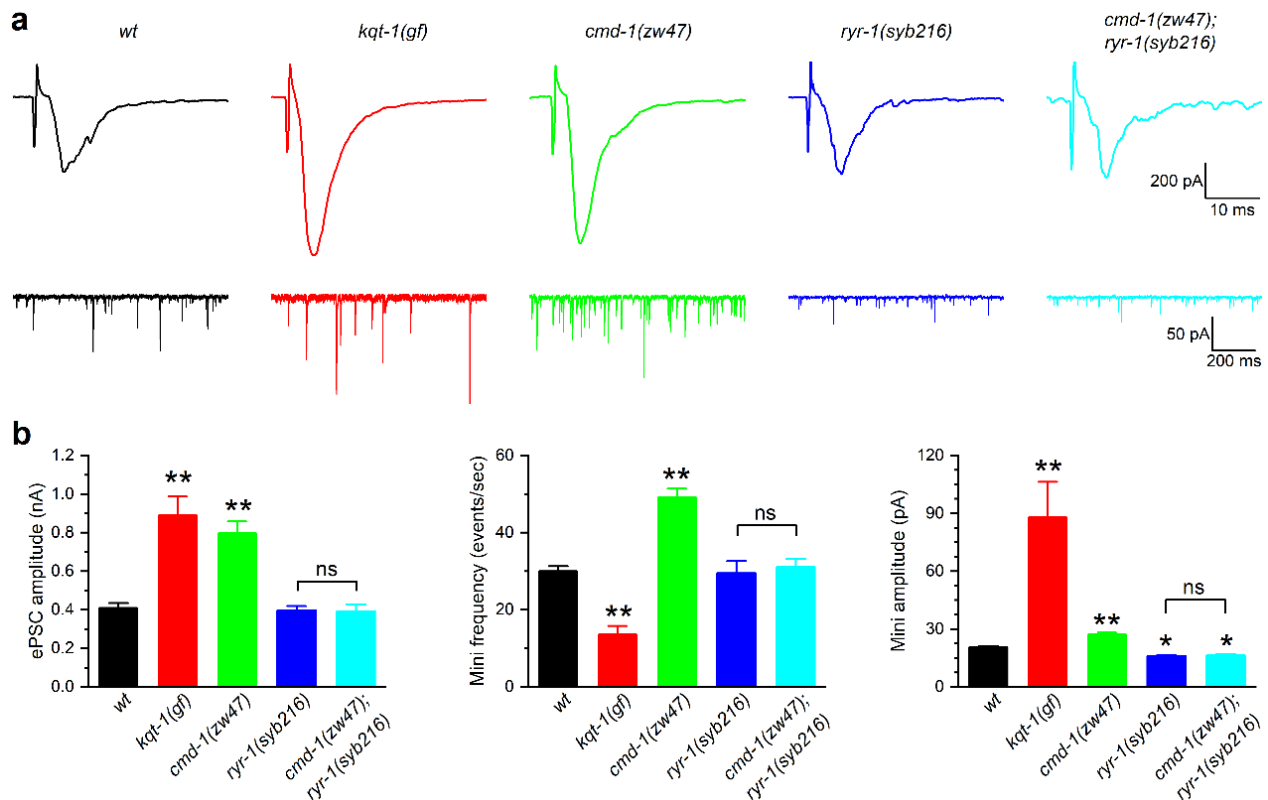 a
wt
kqt-1(gf)
cmd-1(zw47)
ryr-1(syb216)
cmd-1(zw47);
ryr-1(syb216)
200 pA
10 ms
50 pA
200 ms
b
ePSC amplitude (nA)
1.2
1.0
0.8
0.6
0.4
0.2
0.0
**
**
ns
wt
kqt-1(gf)
cmd-1(zw47)
ryr-1(syb216)
cmd-1(zw47);
ryr-1(syb216)
Mini frequency (events/sec)
60
40
20
0
**
**
ns
wt
kqt-1(gf)
cmd-1(zw47)
ryr-1(syb216)
cmd-1(zw47);
ryr-1(syb216)
Mini amplitude (pA)
120
90
60
30
0
**
**
*
*
ns
wt
kqt-1(gf)
cmd-1(zw47)
ryr-1(syb216)
cmd-1(zw47);
ryr-1(syb216)